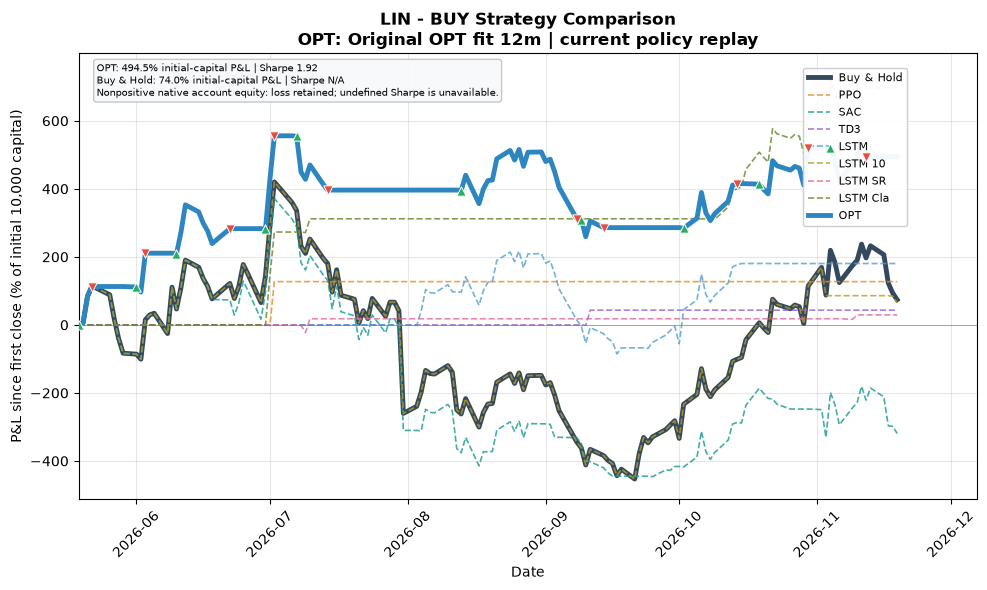 LIN - BUY Strategy Comparison
OPT: Original OPT fit 12m | current policy replay
OPT: 494.5% initial-capital P&L | Sharpe 1.92
Buy & Hold: 74.0% initial-capital P&L | Sharpe N/A
Nonpositive native account equity: loss retained; undefined Sharpe is unavailable.
Buy & Hold
PPO
SAC
TD3
LSTM
LSTM 10
LSTM SR
LSTM Cla
OPT
P&L since first close (% of initial 10,000 capital)
600
400
200
0
−200
−400
2026-06
2026-07
2026-08
2026-09
2026-10
2026-11
2026-12
Date